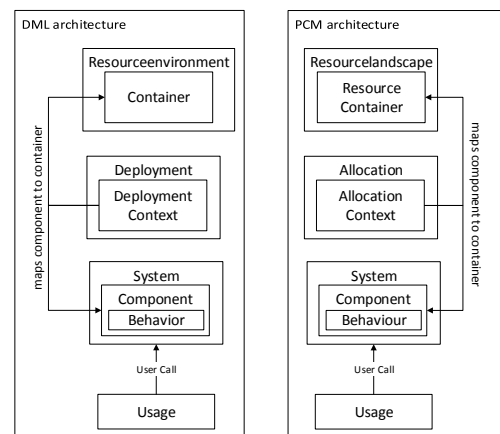 DML architecture
Resourceenvironment
Container
Deployment
Deployment
Context
System
Component
Behavior
User Call
Usage
maps component to container
PCM architecture
Resourcelandscape
Resource
Container
Allocation
Allocation
Context
System
Component
Behaviour
User Call
Usage
maps component to container